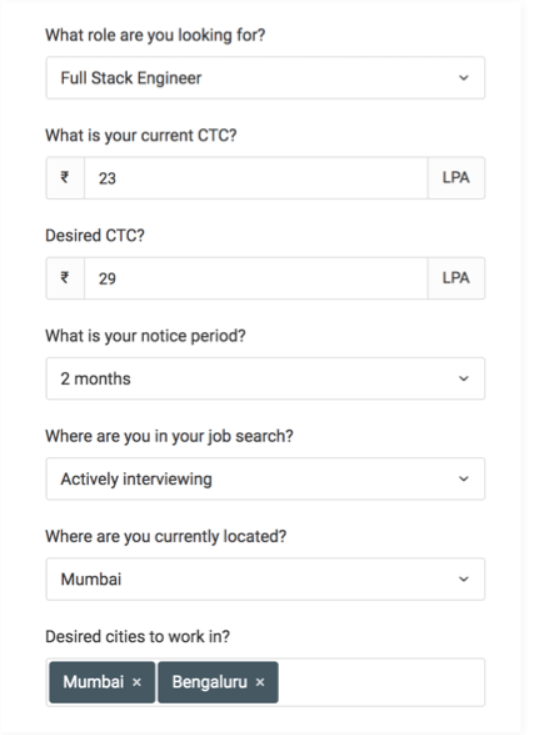 What role are you looking for?
Full Stack Engineer
What is your current CTC?
₹ 23 LPA
Desired CTC?
₹ 29 LPA
What is your notice period?
2 months
Where are you in your job search?
Actively interviewing
Where are you currently located?
Mumbai
Desired cities to work in?
Mumbai × Bengaluru ×